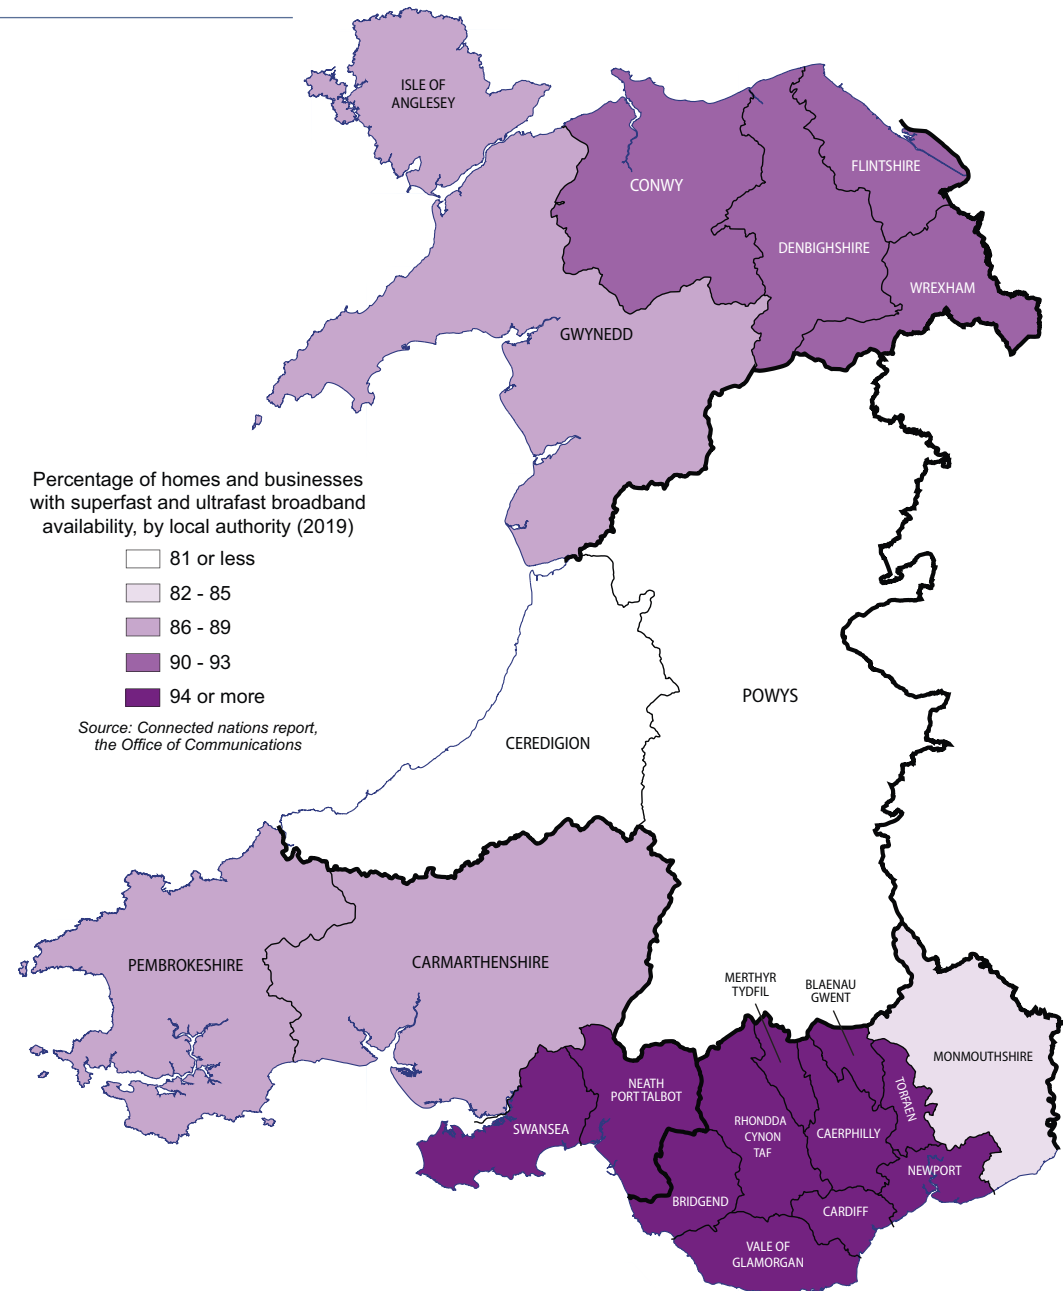 ISLE OF
ANGLESEY
FLINTSHIRE
CONWY
DENBIGHSHIRE
WREXHAM
GWYNEDD
Percentage of homes and businesses
with superfast and ultrafast broadband
availability, by local authority (2019)
81 or less
82 - 85
86 - 89
90 - 93
94 or more
Source: Connected nations report,
the Office of Communications
POWYS
CEREDIGION
PEMBROKESHIRE
CARMARTHENSHIRE
MERTHYR
TYDFIL
BLAENAU
GWENT
MONMOUTHSHIRE
NEATH
PORT TALBOT
TORFAEN
SWANSEA
RHONDDA
CYNON
TAF
CAERPHILLY
NEWPORT
BRIDGEND
CARDIFF
VALE OF
GLAMORGAN